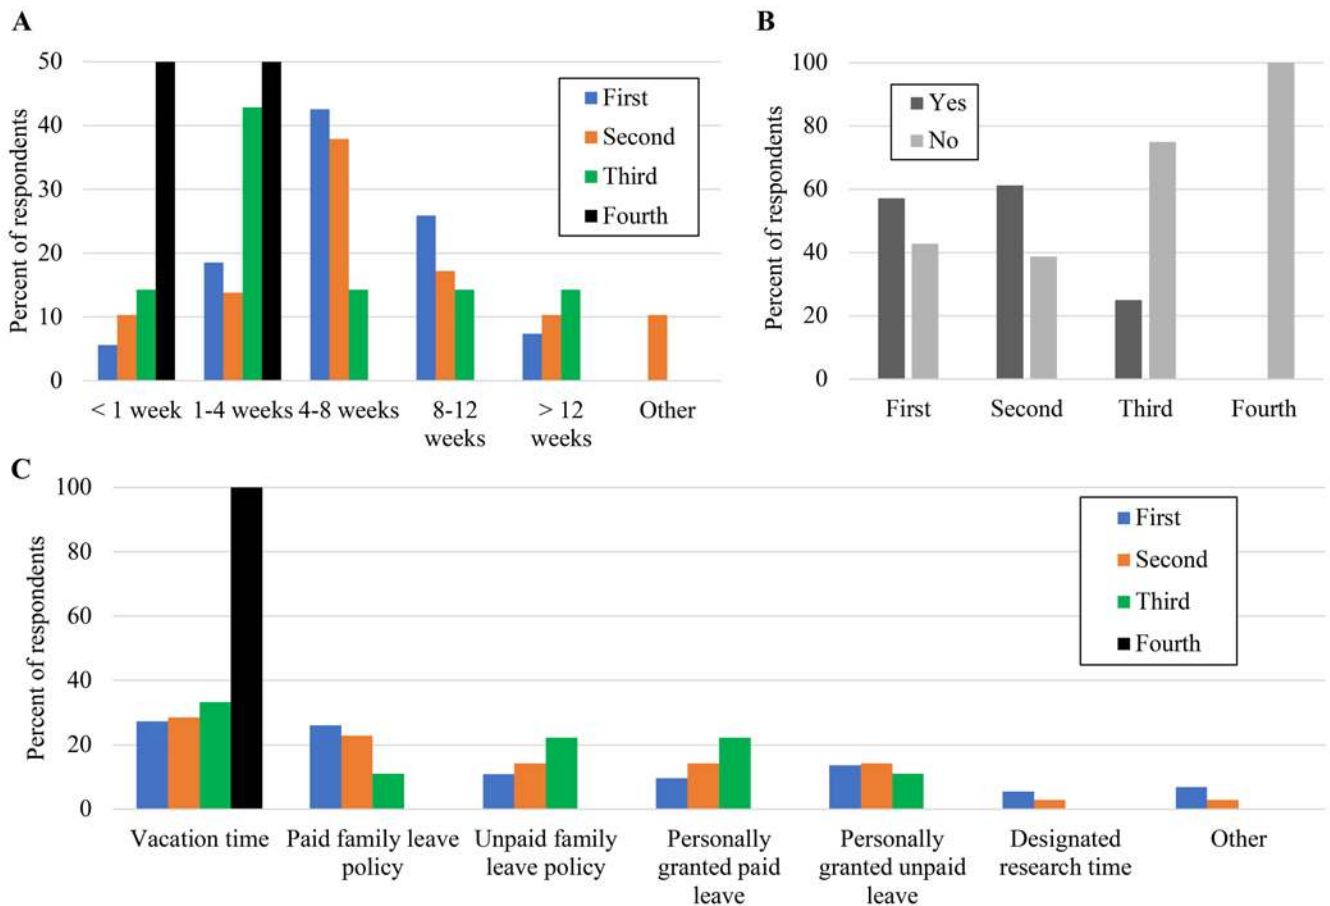 A
Percent of respondents
50
40
30
20
10
0
First
Second
Third
Fourth
< 1 week
1-4 weeks
4-8 weeks
8-12
weeks
> 12
weeks
Other
B
Percent of respondents
100
80
60
40
20
0
Yes
No
First
Second
Third
Fourth
C
Percent of respondents
100
80
60
40
20
0
First
Second
Third
Fourth
Vacation time
Paid family leave
policy
Unpaid family
leave policy
Personally
granted paid
leave
Personally
granted unpaid
leave
Designated
research time
Other